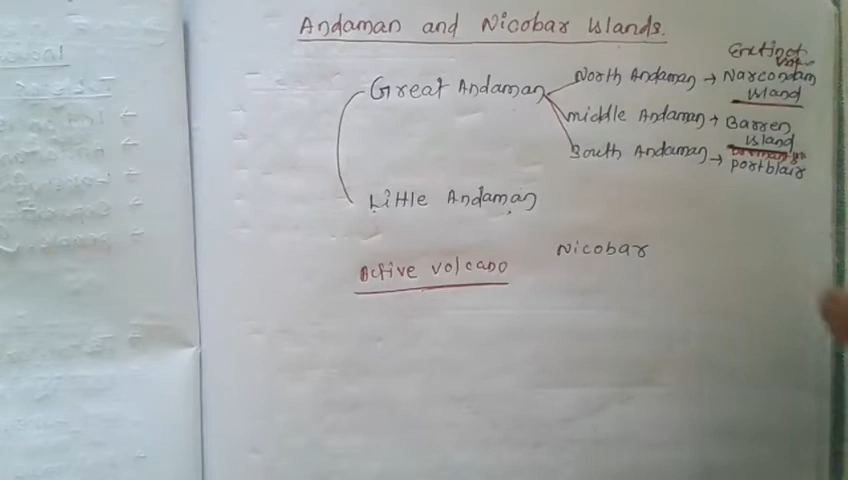 Andaman and Nicobar Islands.
Extinct
Great Andaman
North Andaman → Narcondam
Island
middle Andaman → Barren
Island
South Andaman → Portblair
Little Andaman
Nicobar
Active volcano